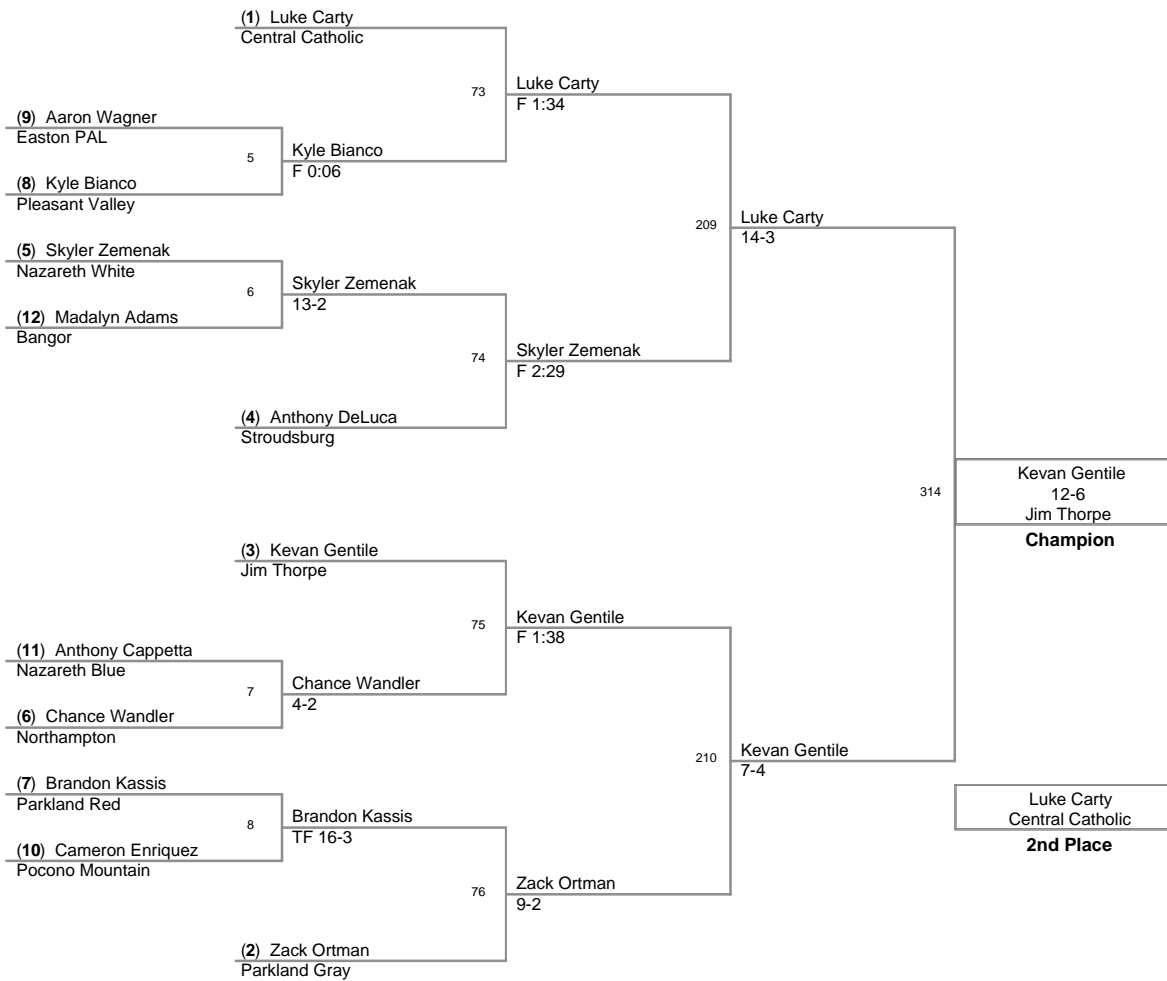 (1) Luke Carty
Central Catholic
73
Luke Carty
F 1:34
(9) Aaron Wagner
Easton PAL
5
Kyle Bianco
F 0:06
(8) Kyle Bianco
Pleasant Valley
209
Luke Carty
14-3
(5) Skyler Zemenak
Nazareth White
6
Skyler Zemenak
13-2
(12) Madalyn Adams
Bangor
74
Skyler Zemenak
F 2:29
(4) Anthony DeLuca
Stroudsburg
314
Kevan Gentile
12-6
Jim Thorpe
Champion
(3) Kevan Gentile
Jim Thorpe
75
Kevan Gentile
F 1:38
(11) Anthony Cappetta
Nazareth Blue
7
Chance Wandler
4-2
(6) Chance Wandler
Northampton
210
Kevan Gentile
7-4
(7) Brandon Kassis
Parkland Red
8
Brandon Kassis
TF 16-3
(10) Cameron Enriquez
Pocono Mountain
76
Zack Ortman
9-2
(2) Zack Ortman
Parkland Gray
Luke Carty
Central Catholic
2nd Place